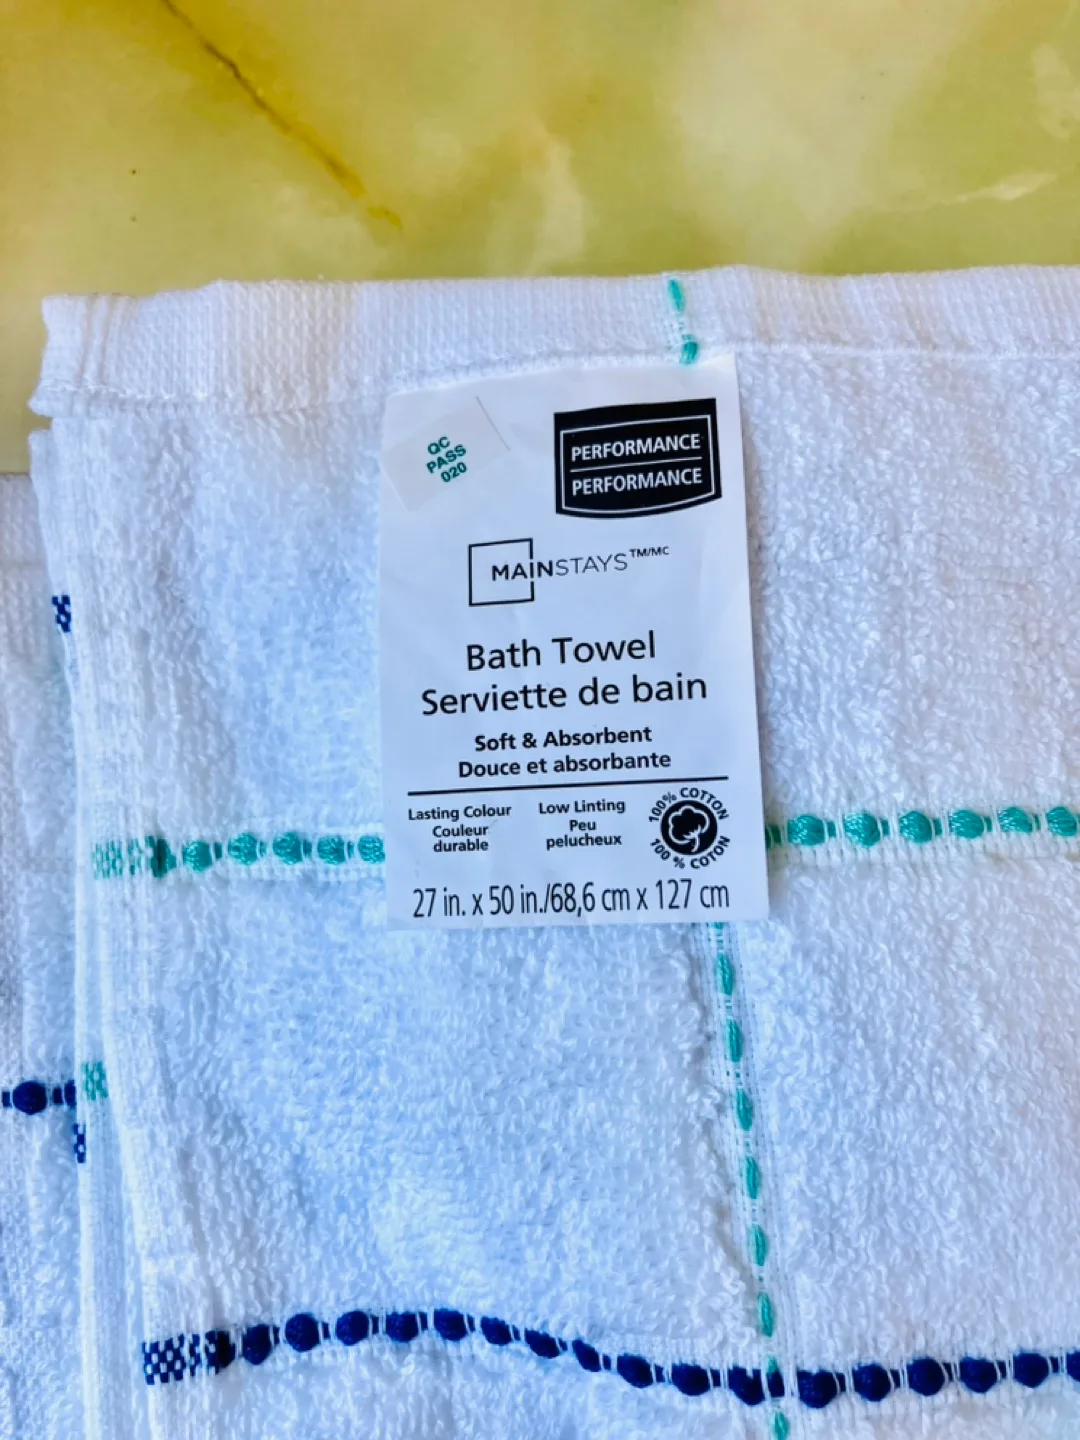 QC
PASS
020
PERFORMANCE
PERFORMANCE
MAINSTAYS™/MC
Bath Towel
Serviette de bain
Soft & Absorbent
Douce et absorbante
Lasting Colour
Couleur
durable
Low Linting
Peu
pelucheux
100% COTTON
100 % COTON
27 in. x 50 in./68,6 cm x 127 cm